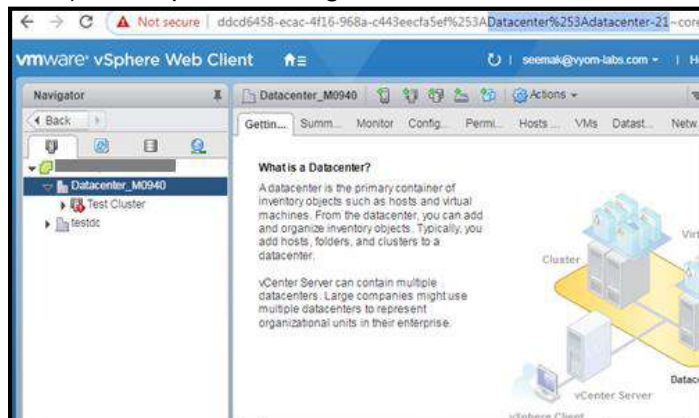 Not secure | ddcd6458-ecac-4f16-968a-c443eecfa5ef%253ADatacenter%253Adatacenter-21~core
vmware® vSphere Web Client
seemak@vyom-labs.com
Navigator
Datacenter_M0940
Actions
Back
Gettin... Summ... Monitor Config... Permi... Hosts ... VMs Datast... Netw
Datacenter_M0940
Test Cluster
testdc
What is a Datacenter?
A datacenter is the primary container of
inventory objects such as hosts and virtual
machines. From the datacenter, you can add
and organize inventory objects. Typically, you
add hosts, folders, and clusters to a
datacenter.
vCenter Server can contain multiple
datacenters. Large companies might use
multiple datacenters to represent
organizational units in their enterprise.
Virt
Cluster
Datac
vCenter Server
vSphere Client